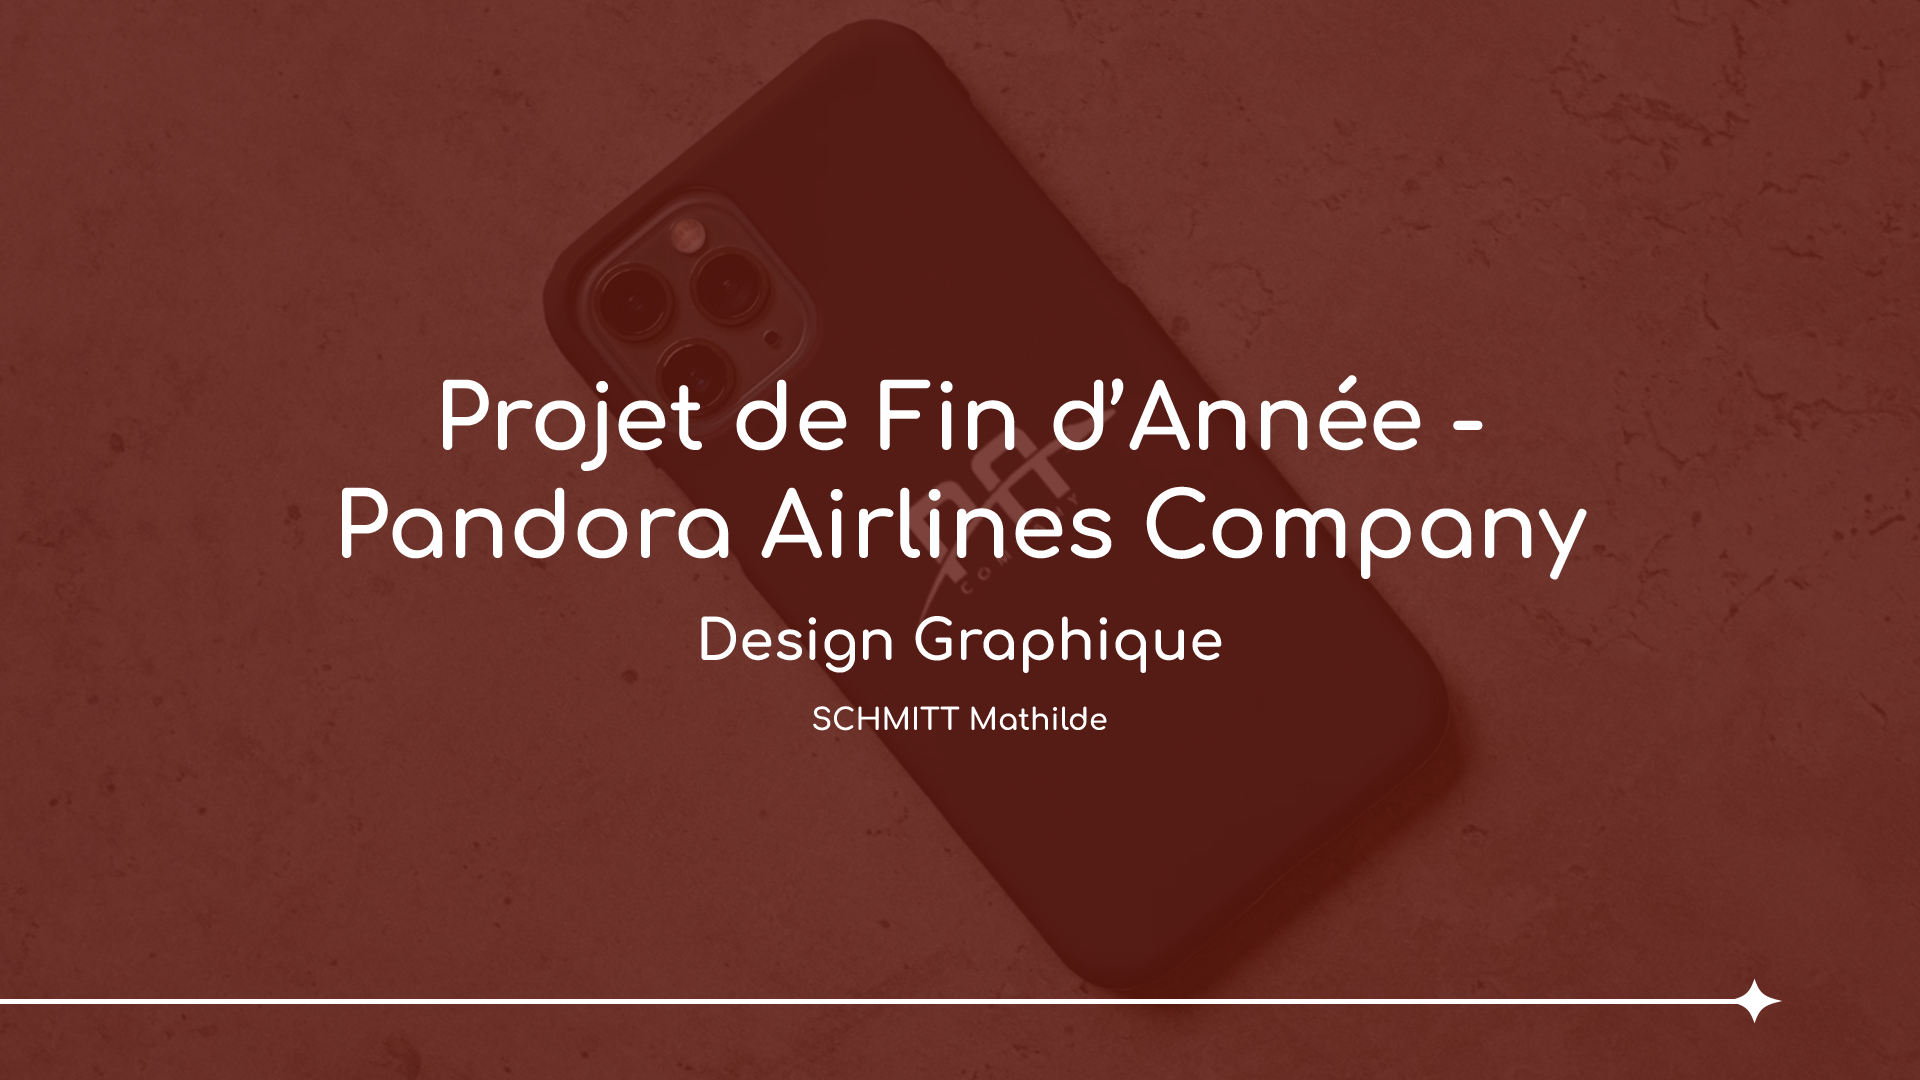 Projet de Fin d’Année -
Pandora Airlines Company
Design Graphique
SCHMITT Mathilde